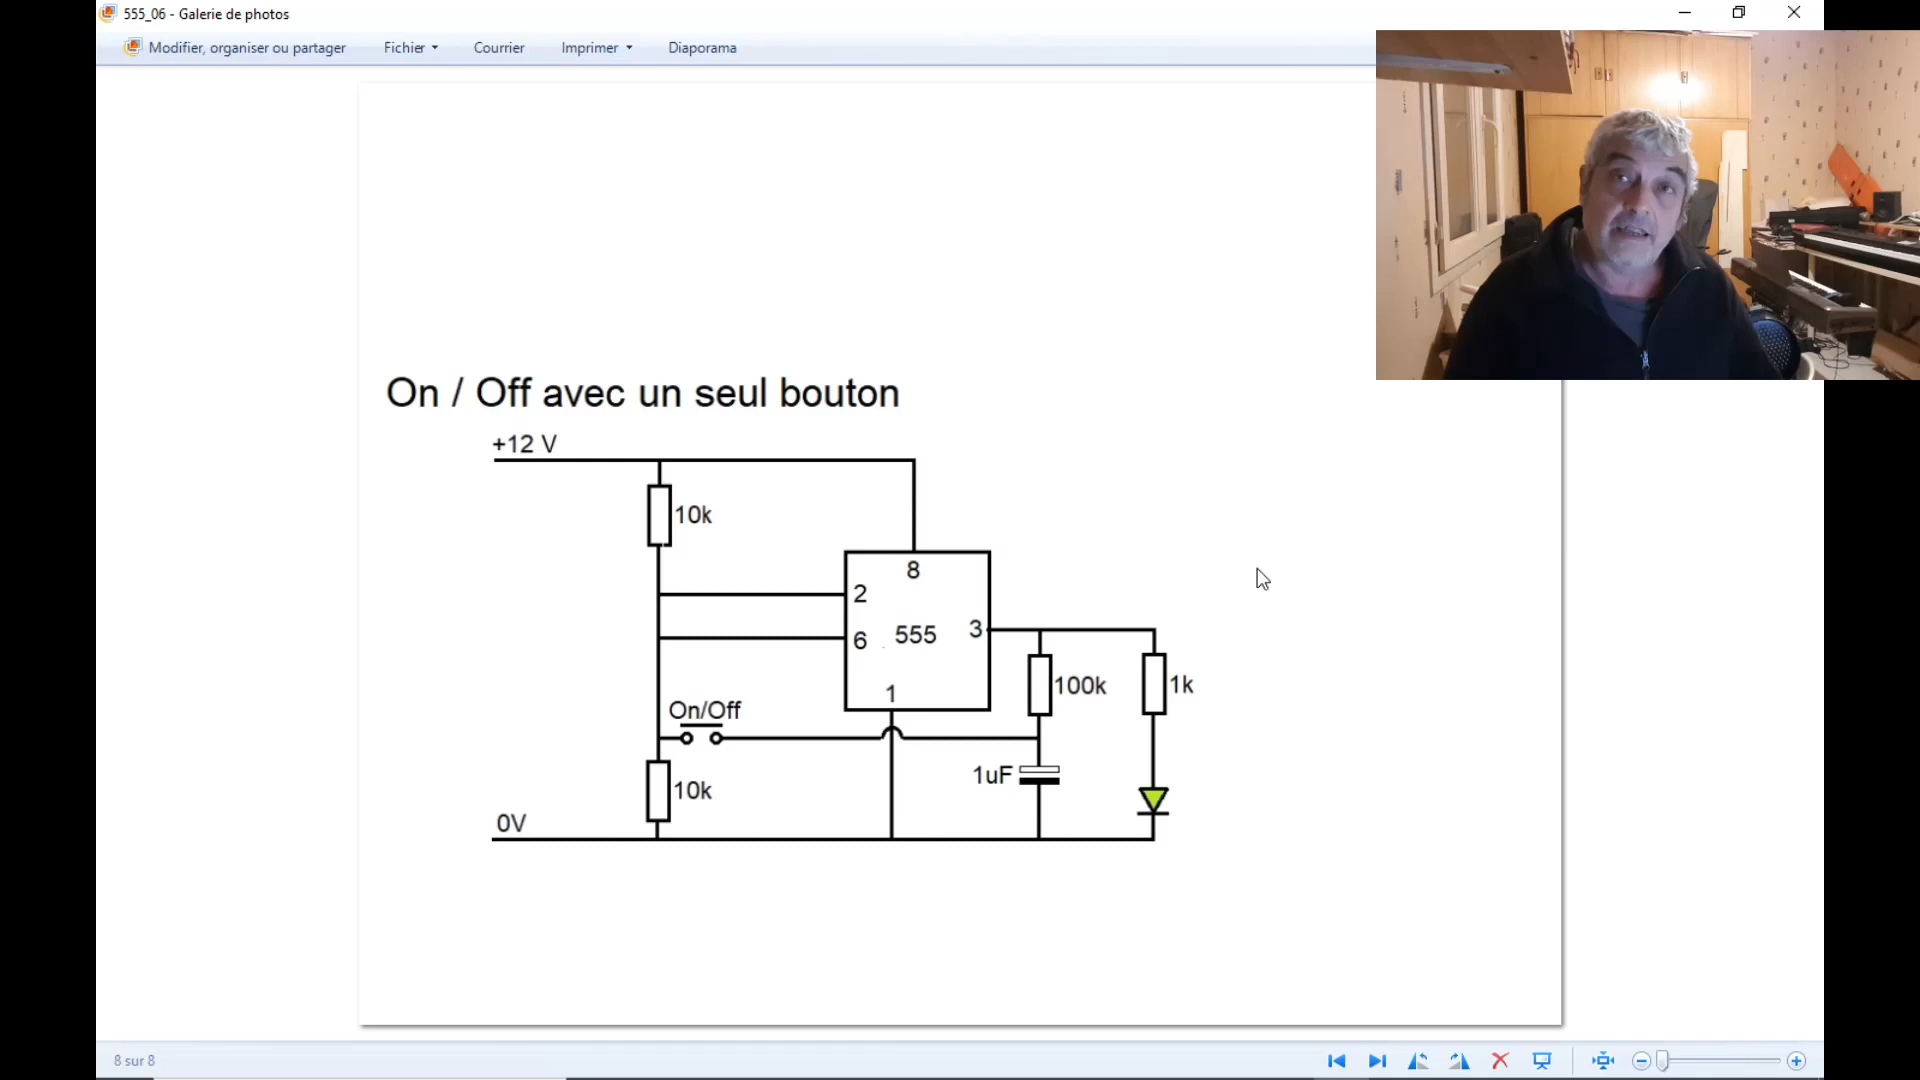 555_06 - Galerie de photos
Modifier, organiser ou partager Fichier Courrier Imprimer Diaporama
On / Off avec un seul bouton
+12 V
10k
8
2
6 555 3
100k 1k
1
On/Off
1uF
10k
0V
8 sur 8